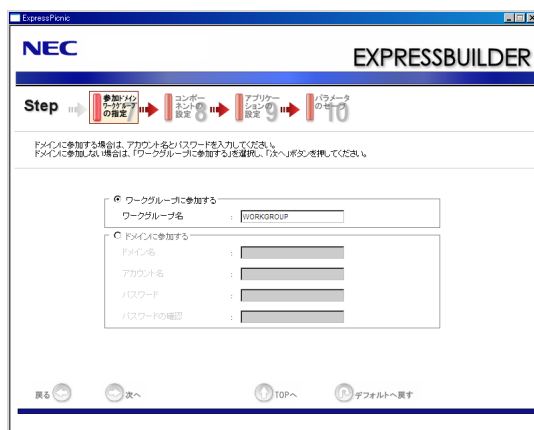 ExpressPicnic
NEC
EXPRESSBUILDER
Step
参加ドメイン
ワークグループ
の指定 7
コンポー
ネントの
設定 8
アプリケー
ションの
設定 9
パラメータ
のセーブ
10
ドメインに参加する場合は、アカウント名とパスワードを入力してください。
ドメインに参加しない場合は、「ワークグループに参加する」を選択し、「次へ」ボタンを押してください。
ワークグループに参加する
ワークグループ名 : WORKGROUP
ドメインに参加する
ドメイン名 :
アカウント名 :
パスワード :
パスワードの確認 :
戻る 次へ TOPへ デフォルトへ戻す